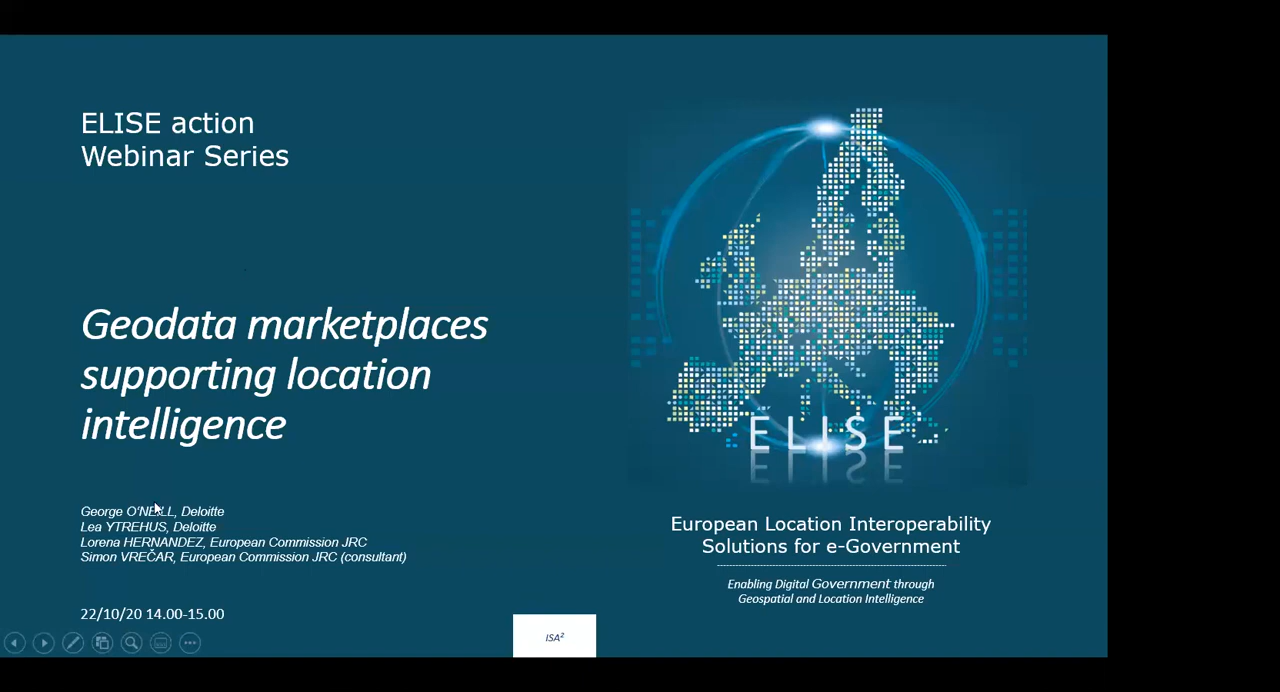 ELISE action
Webinar Series
Geodata marketplaces
supporting location
intelligence
George O'NEILL, Deloitte
Lea YTREHUS, Deloitte
Lorena HERNANDEZ, European Commission JRC
Simon VREČAR, European Commission JRC (consultant)
22/10/20 14.00-15.00
ELISE
European Location Interoperability
Solutions for e-Government
Enabling Digital Government through
Geospatial and Location Intelligence
ISA²